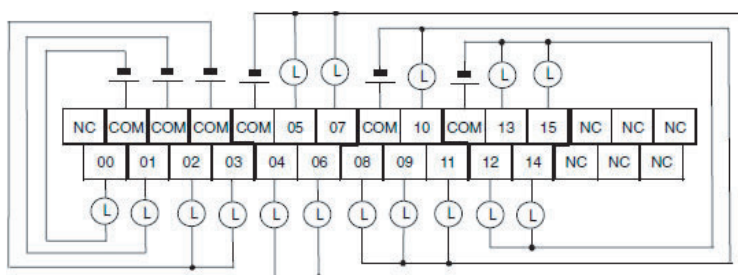 L L L L L
NC COM COM COM COM 05 07 COM 10 COM 13 15 NC NC NC
00 01 02 03 04 06 08 09 11 12 14 NC NC NC
L L L L L L L L L L L